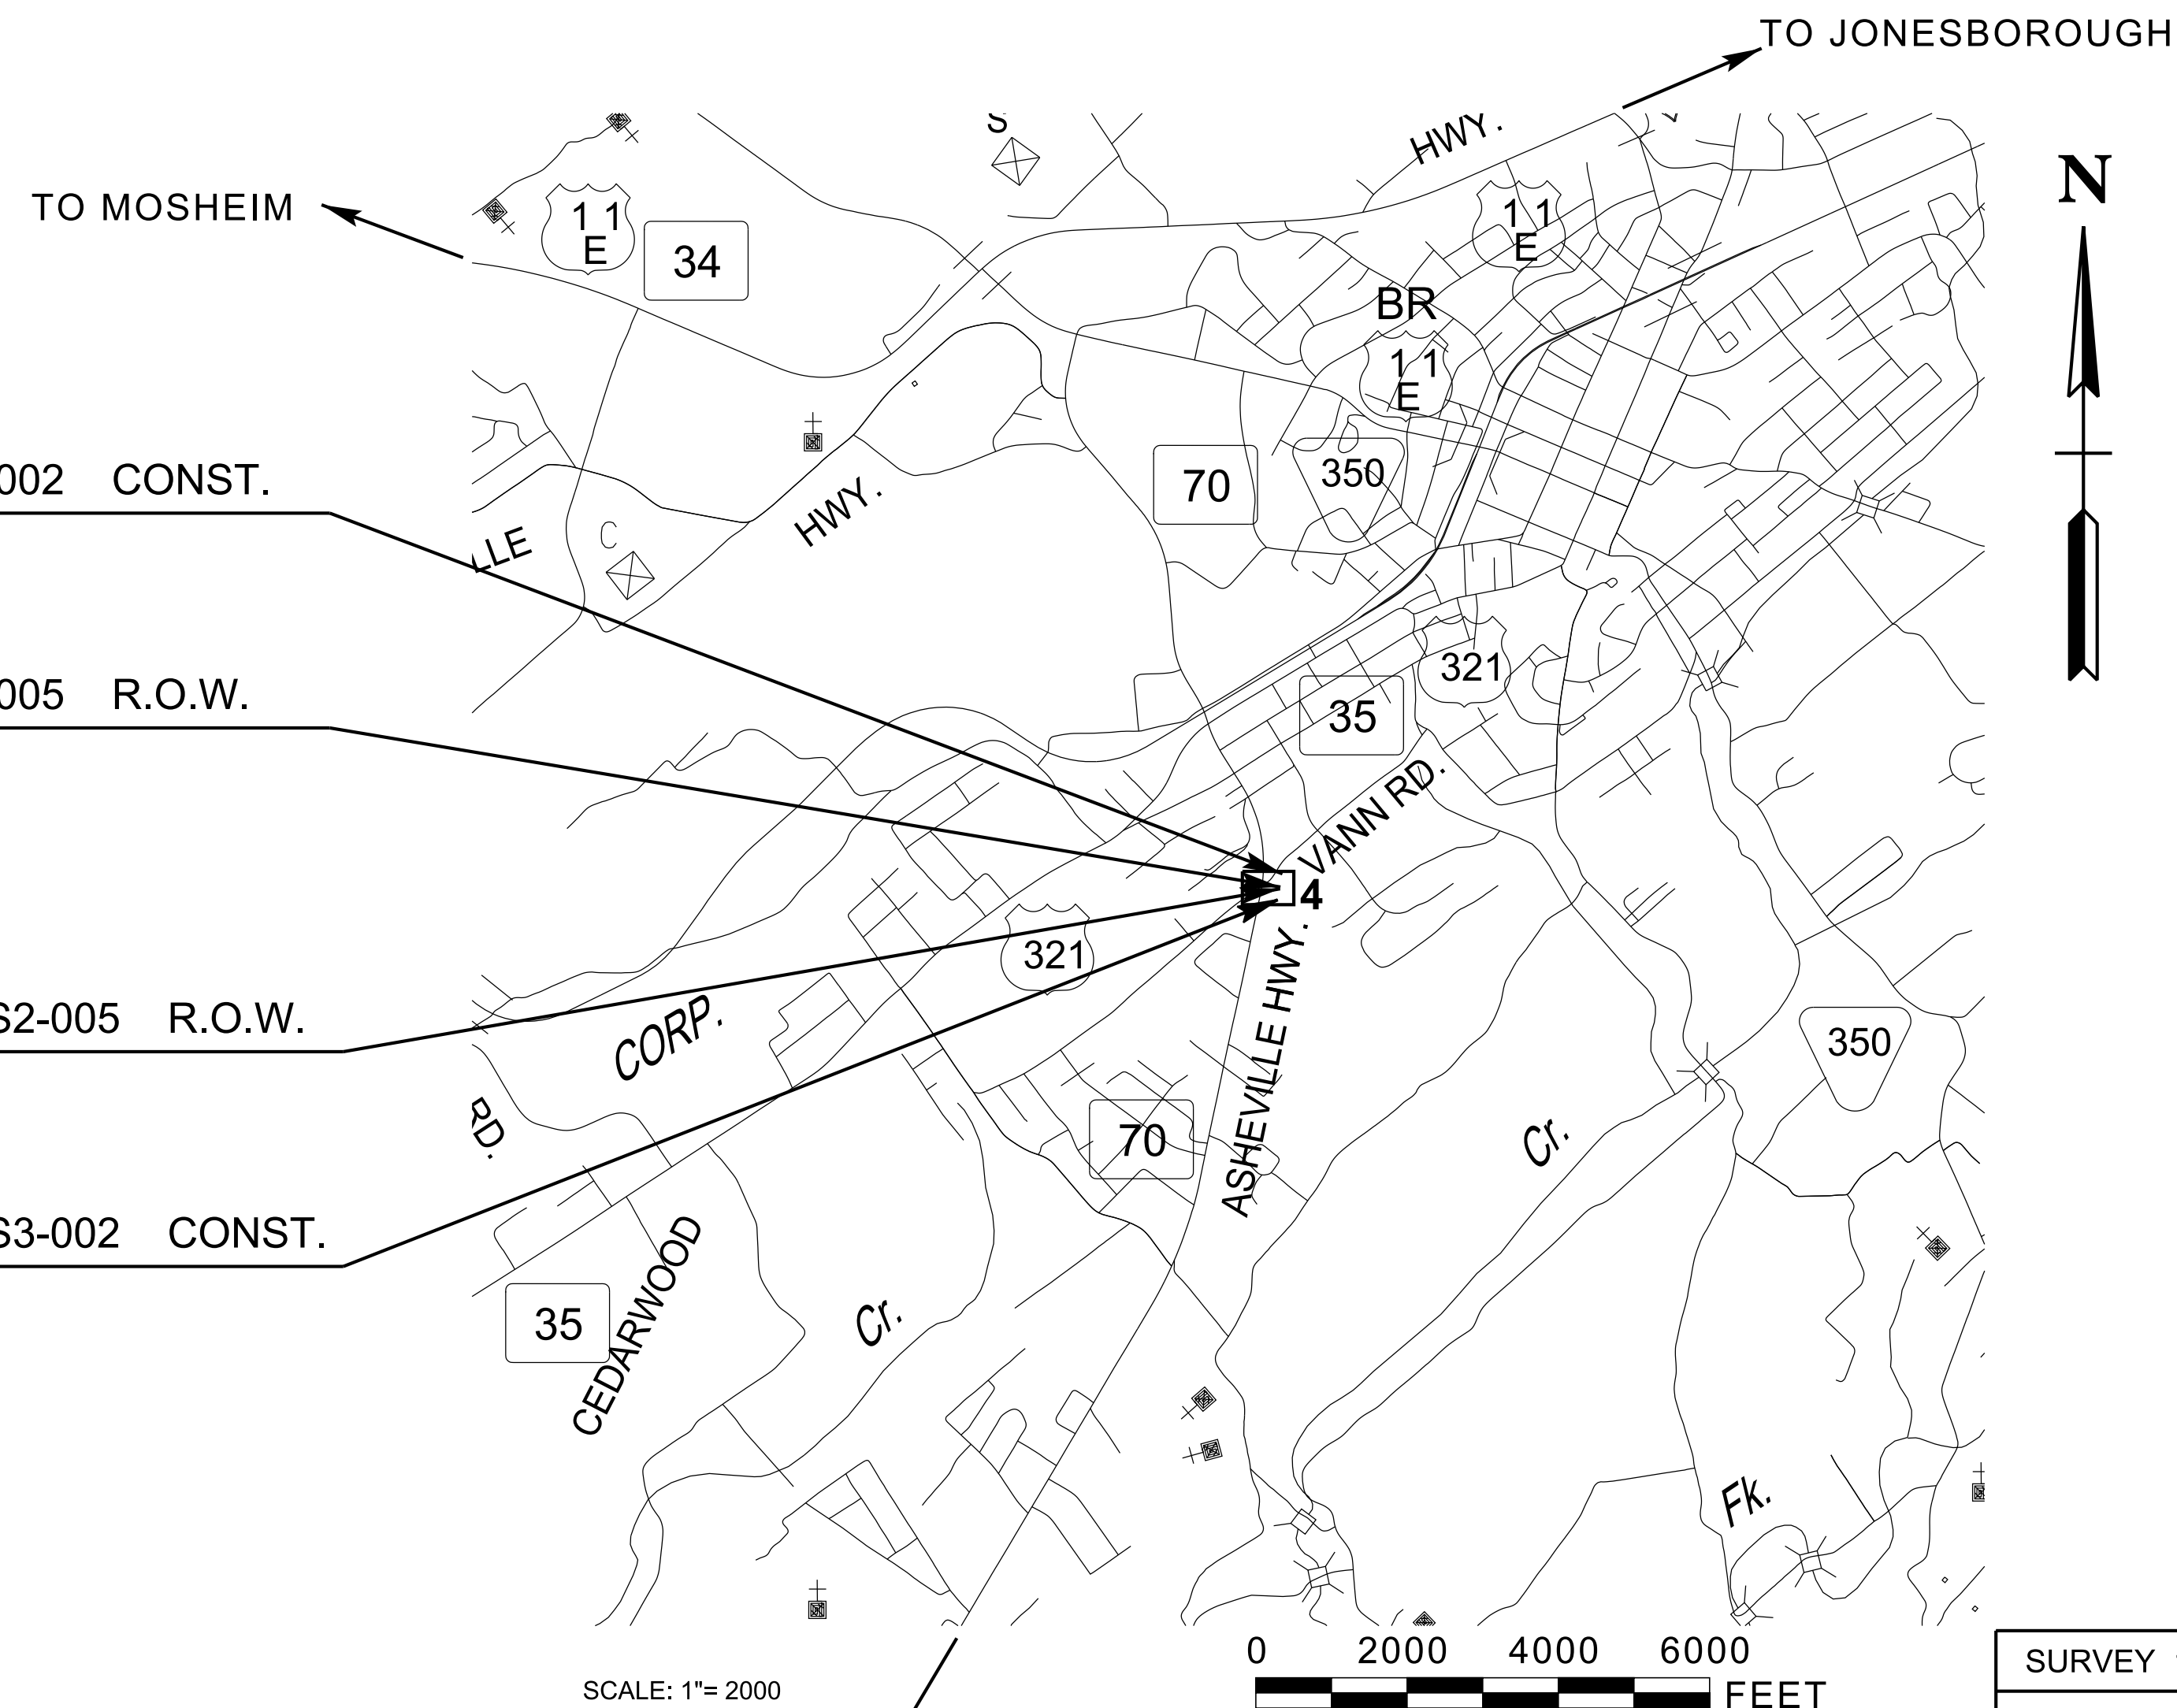 TO JONESBOROUGH
S
HWY.
N
TO MOSHEIM
11
E
34
11
E
BR
11
E
002 CONST.
70
350
HWY.
LLE
005 R.O.W.
321
35
VANN RD.
4
321
S2-005 R.O.W.
CORP.
ASHEVILLE HWY.
350
RD.
70
Cr.
S3-002 CONST.
35
CEDARWOOD
Cr.
Fk.
0 2000 4000 6000
FEET
SCALE: 1"= 2000
SURVEY